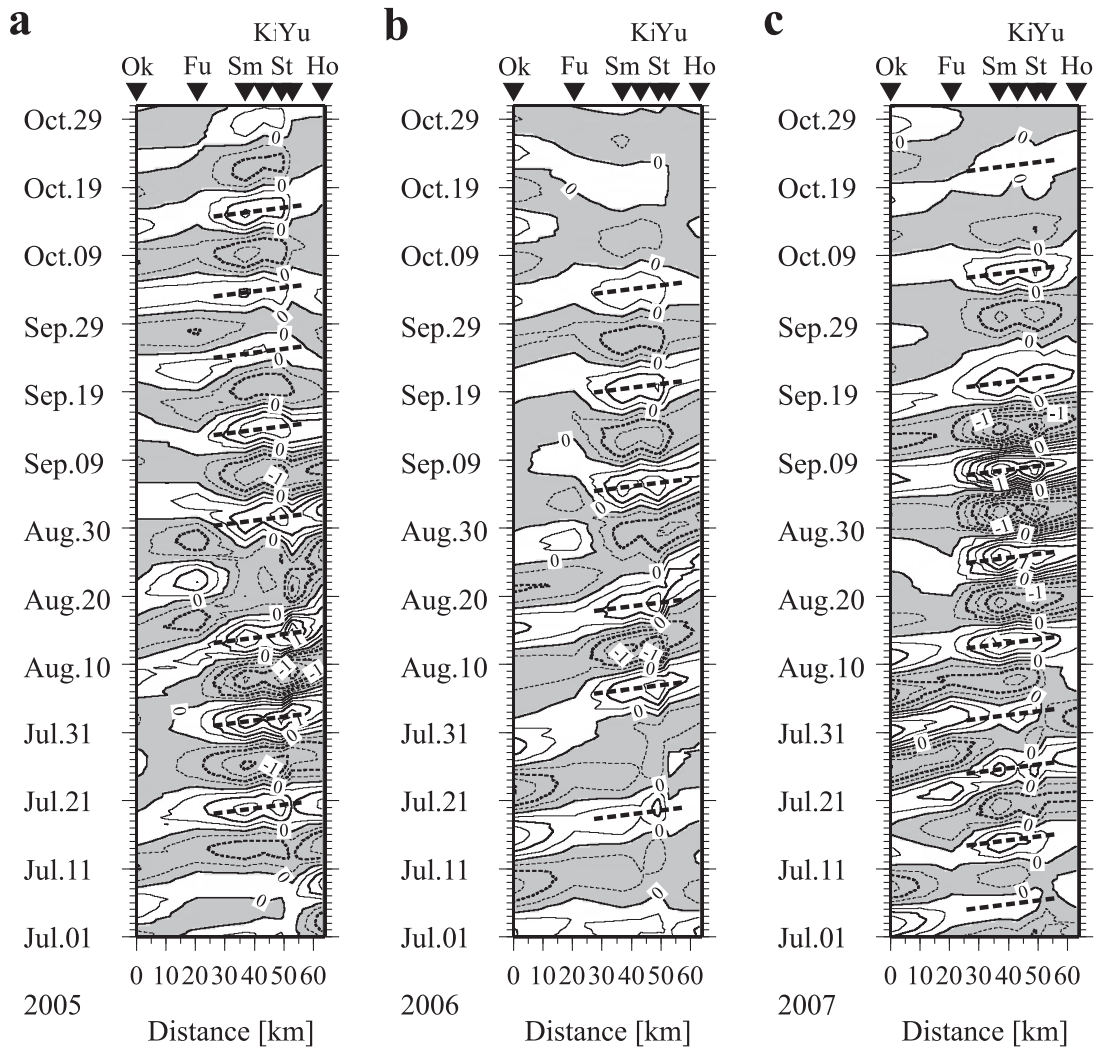 a
KiYu
Ok Fu Sm St Ho
Oct.29
Oct.19
Oct.09
Sep.29
Sep.19
Sep.09
Aug.30
Aug.20
Aug.10
Jul.31
Jul.21
Jul.11
Jul.01
0 10 20 30 40 50 60
2005
Distance [km]
b
KiYu
Ok Fu Sm St Ho
Oct.29
Oct.19
Oct.09
Sep.29
Sep.19
Sep.09
Aug.30
Aug.20
Aug.10
Jul.31
Jul.21
Jul.11
Jul.01
0 10 20 30 40 50 60
2006
Distance [km]
c
KiYu
Ok Fu Sm St Ho
Oct.29
Oct.19
Oct.09
Sep.29
Sep.19
Sep.09
Aug.30
Aug.20
Aug.10
Jul.31
Jul.21
Jul.11
Jul.01
0 10 20 30 40 50 60
2007
Distance [km]